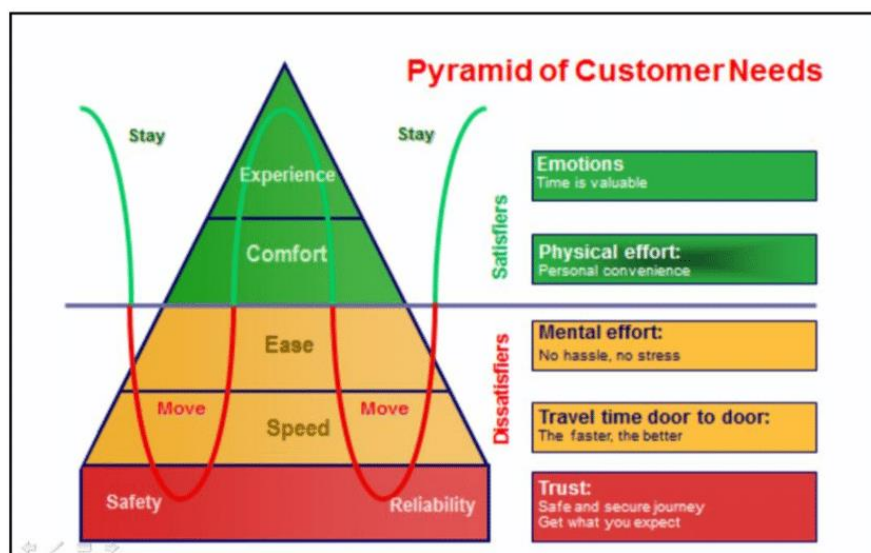 Pyramid of Customer Needs
Stay
Stay
Experience
Comfort
Ease
Move
Move
Speed
Safety
Reliability
Satisfiers
Dissatisfiers
Emotions
Time is valuable
Physical effort:
Personal convenience
Mental effort:
No hassle, no stress
Travel time door to door:
The faster, the better
Trust:
Safe and secure journey
Get what you expect